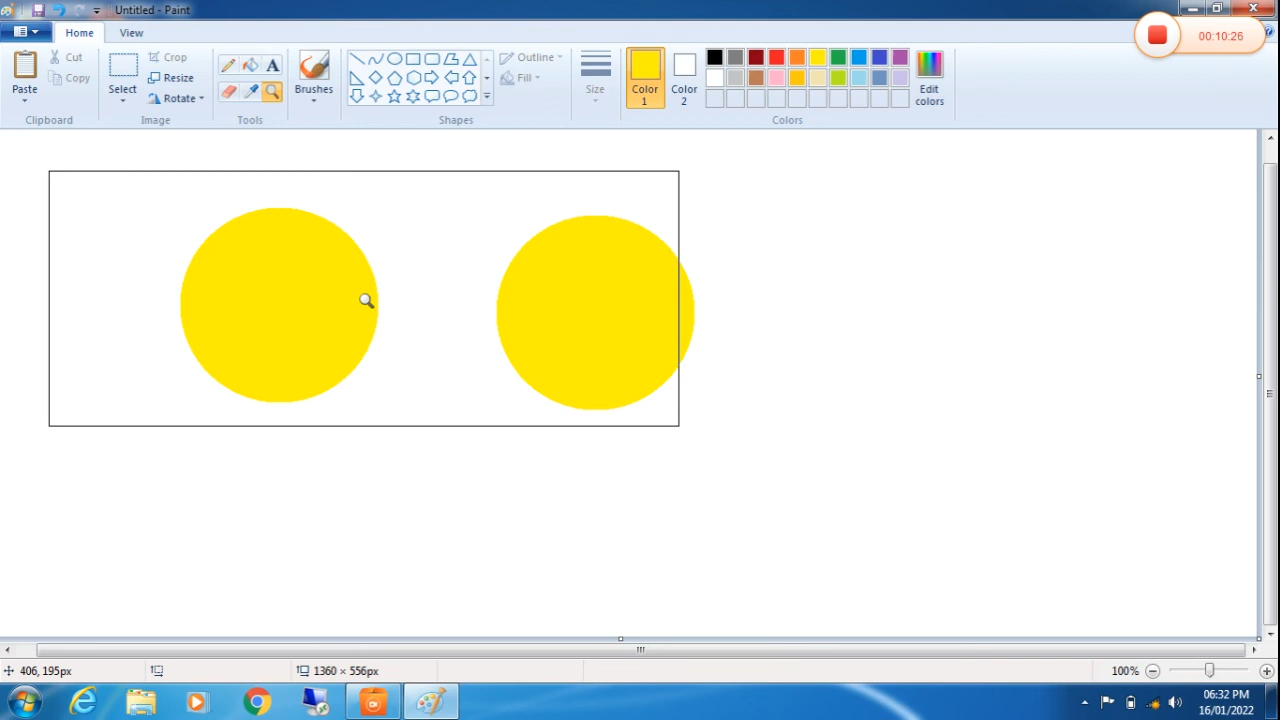 Untitled - Paint
Home View
00:10:26
Paste
Cut
Copy
Select
Crop
Resize
Rotate
A
Brushes
Outline
Fill
Size
Color 1
Color 2
Edit colors
Clipboard Image Tools Shapes Colors
406, 195px
1360 × 556px
100%
06:32 PM
16/01/2022